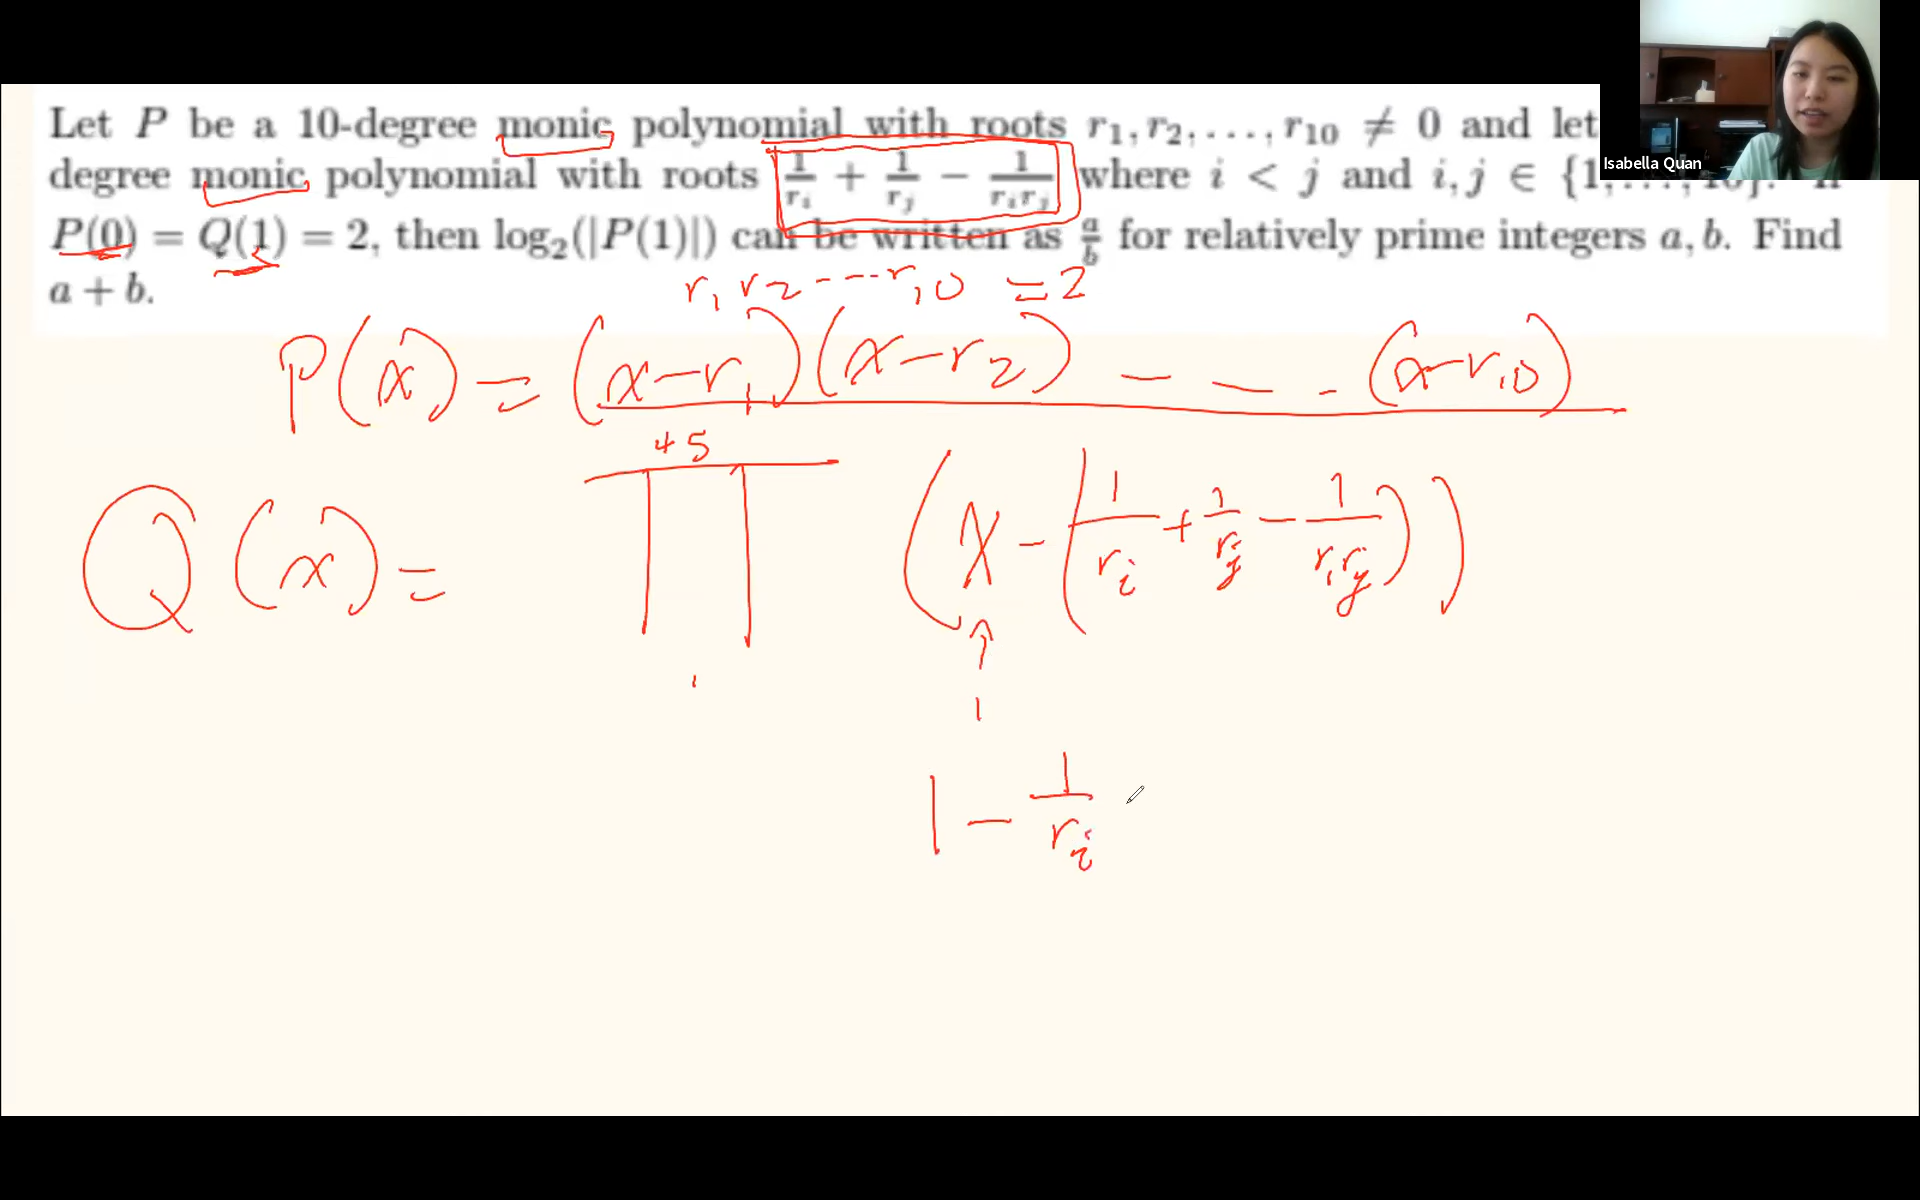 Let P be a 10-degree monic polynomial with roots r₁, r₂, . . . , r₁₀ ≠ 0 and let
degree monic polynomial with roots 1/rᵢ + 1/rⱼ − 1/rᵢrⱼ where i < j and i, j ∈ {1, . . . , 10}.
P(0) = Q(1) = 2, then log₂(|P(1)|) can be written as a/b for relatively prime integers a, b. Find
a + b.
Isabella Quan
r₁ r₂ --- r₁₀ = 2
P(x) = (x-r₁)(x-r₂) - - - (x-r₁₀)
45
Q(x) = ∏ (x - (1/rᵢ + 1/rⱼ - 1/rᵢrⱼ))
↑
1
1 - 1/rᵢ